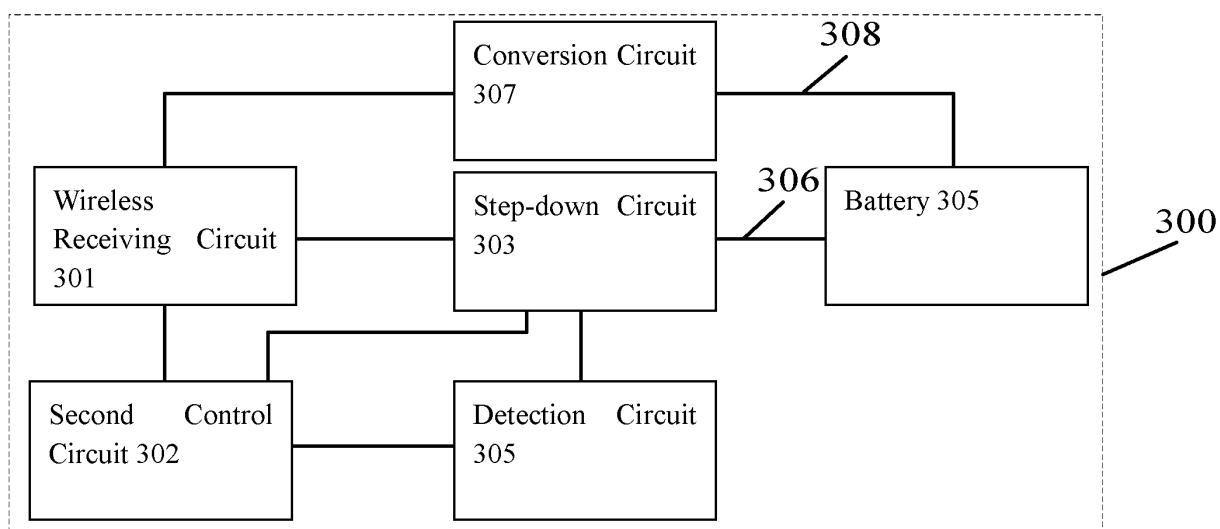 Conversion Circuit
307
308
Wireless
Receiving Circuit
301
Step-down Circuit
303
306
Battery 305
300
Second Control
Circuit 302
Detection Circuit
305